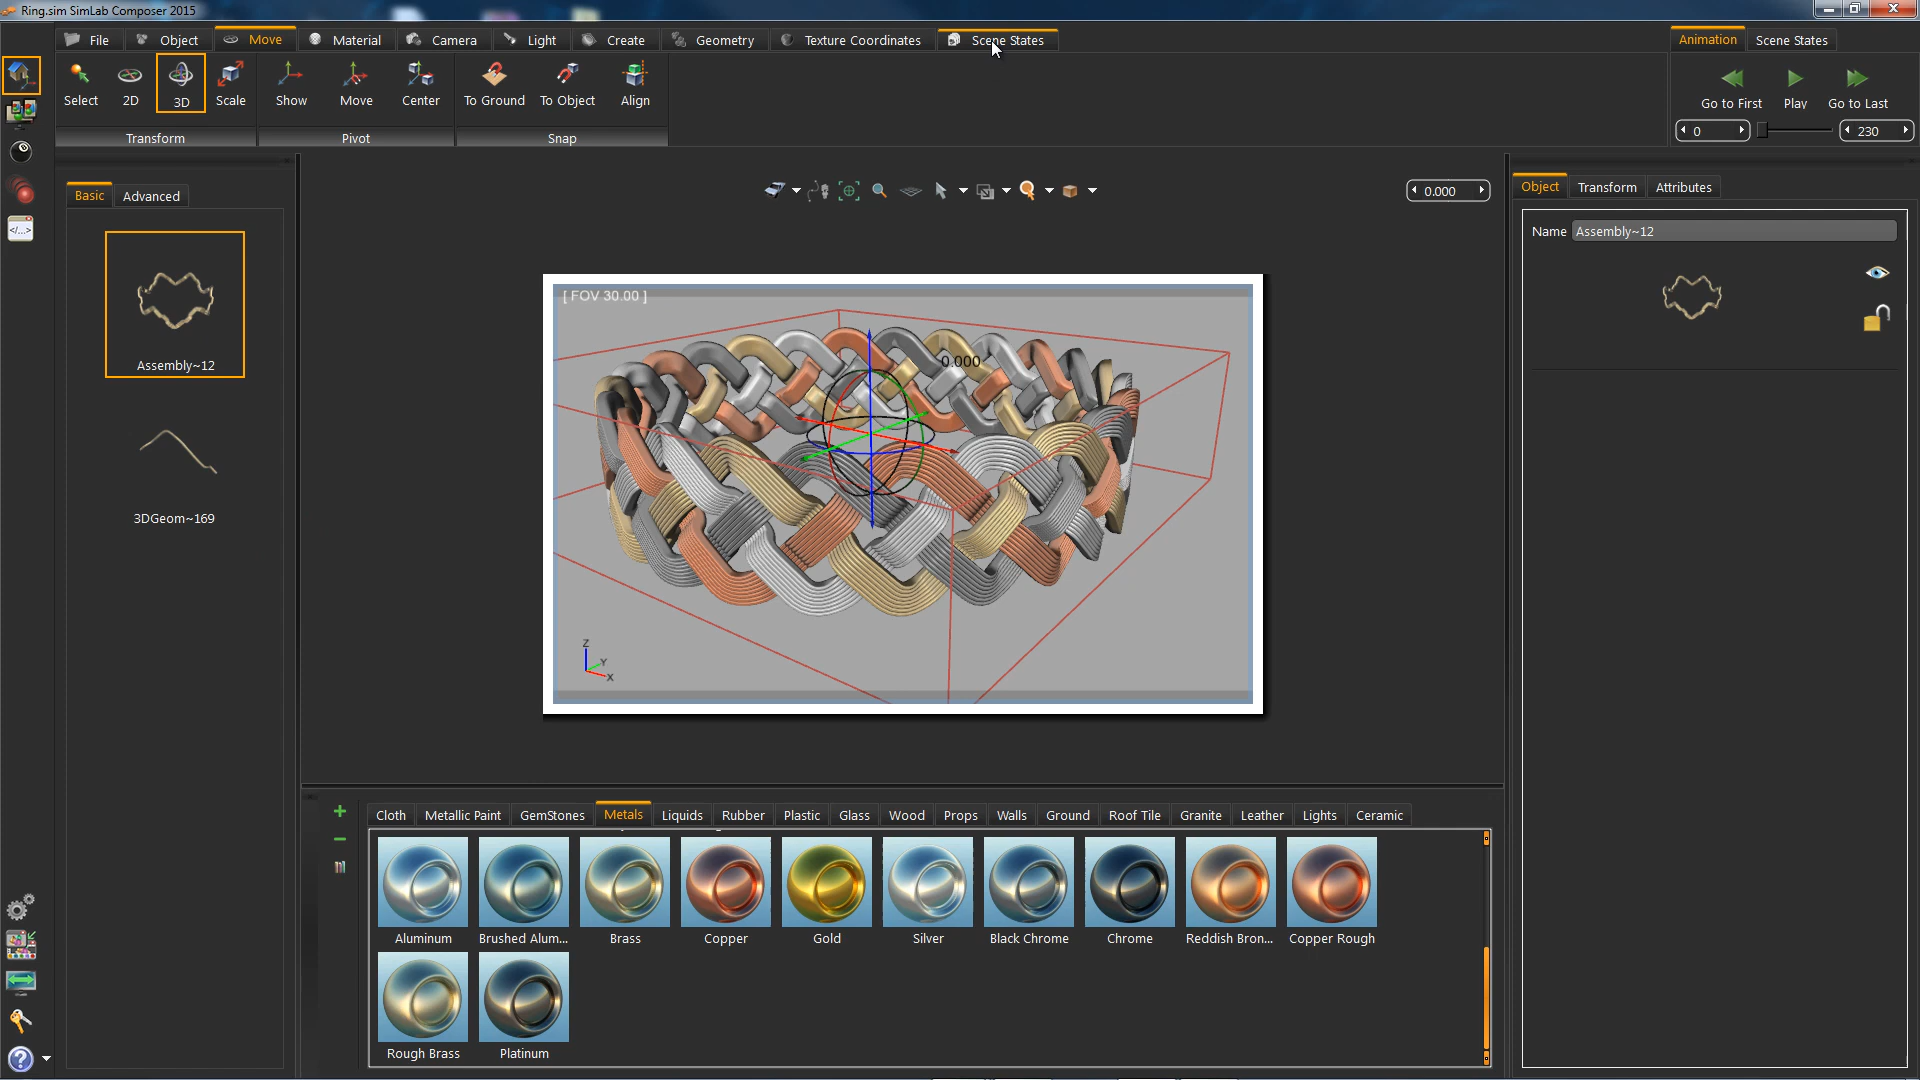 Ring.sim SimLab Composer 2015
File Object Move Material Camera Light Create Geometry Texture Coordinates Scene States
Animation Scene States
Select 2D 3D Scale Show Move Center To Ground To Object Align
Transform Pivot Snap
Go to First Play Go to Last
0 230
Basic Advanced
Assembly~12
3DGeom~169
0.000
[ FOV 30.00 ]
0.000
Z
Y
X
Object Transform Attributes
Name Assembly~12
Cloth Metallic Paint GemStones Metals Liquids Rubber Plastic Glass Wood Props Walls Ground Roof Tile Granite Leather Lights Ceramic
Aluminum Brushed Alum... Brass Copper Gold Silver Black Chrome Chrome Reddish Bron... Copper Rough
Rough Brass Platinum